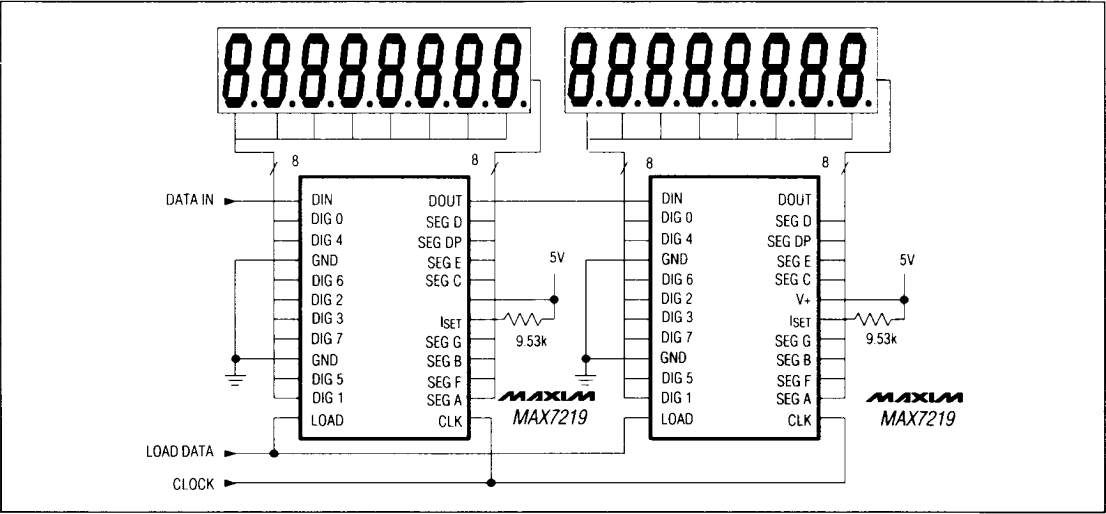 8 8 8 8
DATA IN
DIN DOUT
DIG 0 SEG D
DIG 4 SEG DP
GND SEG E
DIG 6 SEG C
DIG 2
DIG 3 ISET
DIG 7 SEG G
GND SEG B
DIG 5 SEG F
DIG 1 SEG A
LOAD CLK
5V
9.53k
MAXIM
MAX7219
DIN DOUT
DIG 0 SEG D
DIG 4 SEG DP
GND SEG E
DIG 6 SEG C
DIG 2 V+
DIG 3 ISET
DIG 7 SEG G
GND SEG B
DIG 5 SEG F
DIG 1 SEG A
LOAD CLK
5V
9.53k
MAXIM
MAX7219
LOAD DATA
CLOCK